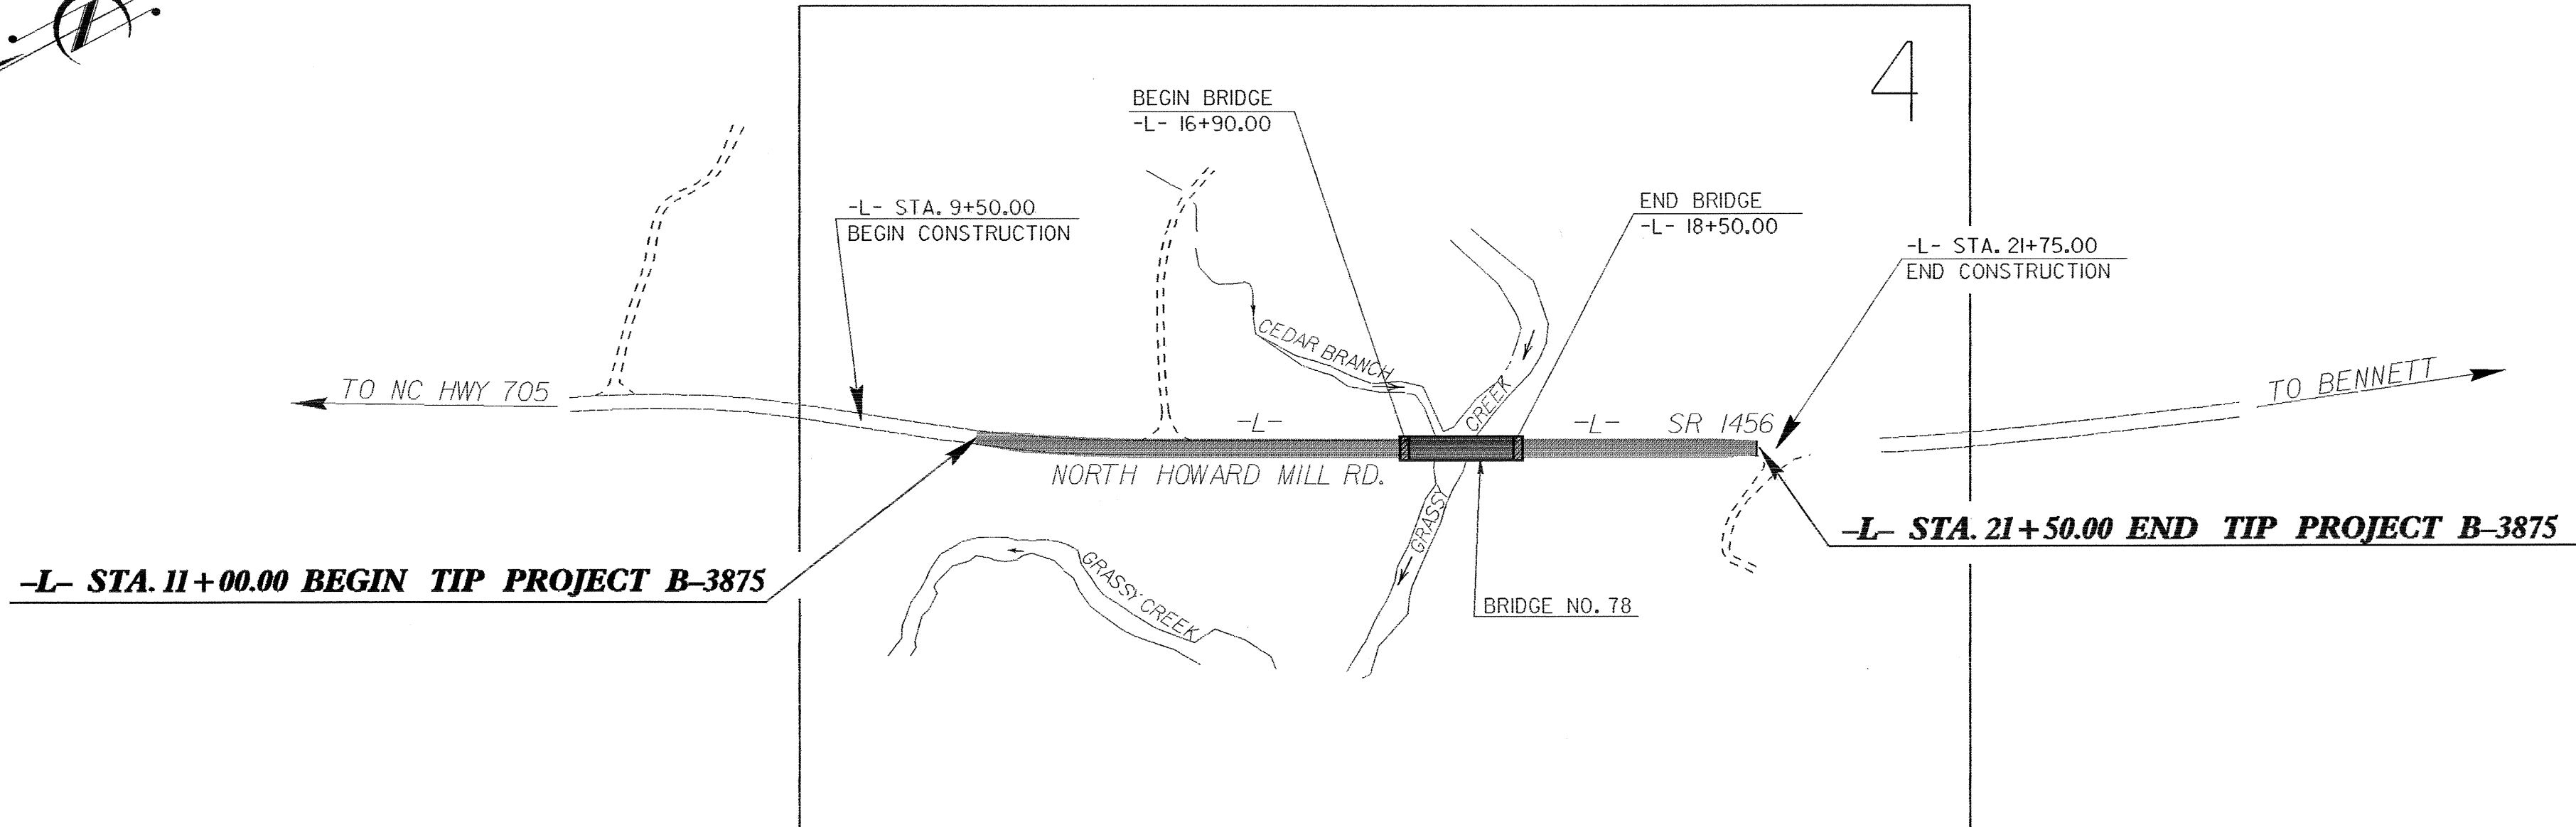 4
BEGIN BRIDGE
-L- 16+90.00
-L- STA. 9+50.00
BEGIN CONSTRUCTION
END BRIDGE
-L- 18+50.00
-L- STA. 21+75.00
END CONSTRUCTION
CEDAR BRANCH
CREEK
TO NC HWY 705
TO BENNETT
-L-
-L-
SR 1456
NORTH HOWARD MILL RD.
GRASSY
-L- STA. 21+50.00 END TIP PROJECT B-3875
-L- STA. 11+00.00 BEGIN TIP PROJECT B-3875
GRASSY CREEK
BRIDGE NO. 78